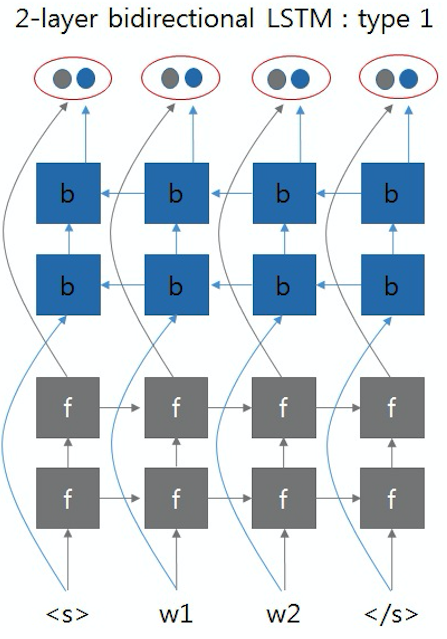 2-layer bidirectional LSTM : type 1
b b b b
b b b b
f f f f
f f f f
<s> w1 w2 </s>